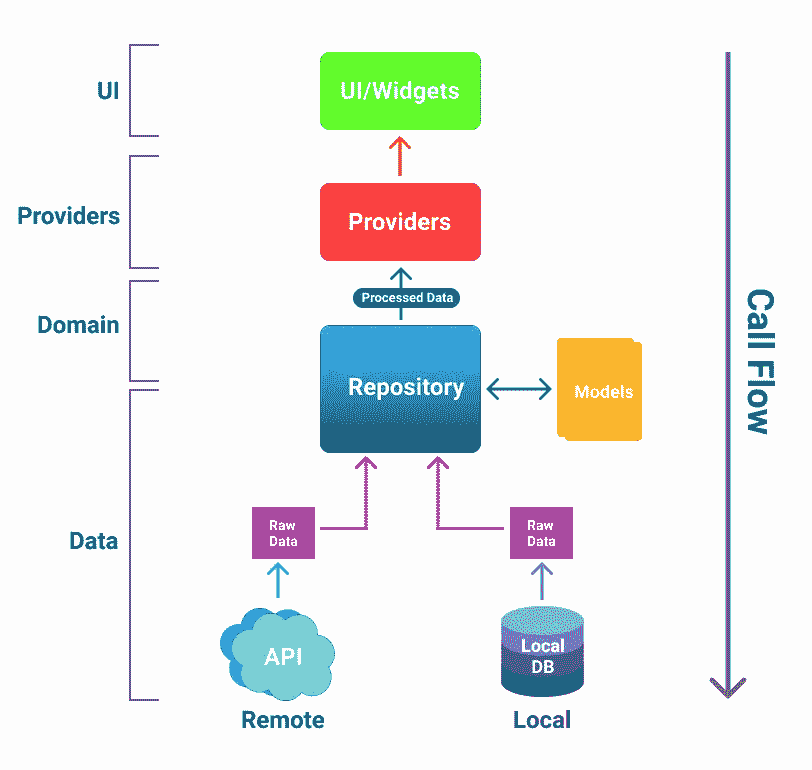 UI
UI/Widgets
Providers
Providers
Processed Data
Domain
Repository
Models
Call Flow
Data
Raw
Data
Raw
Data
API
Local
DB
Remote
Local